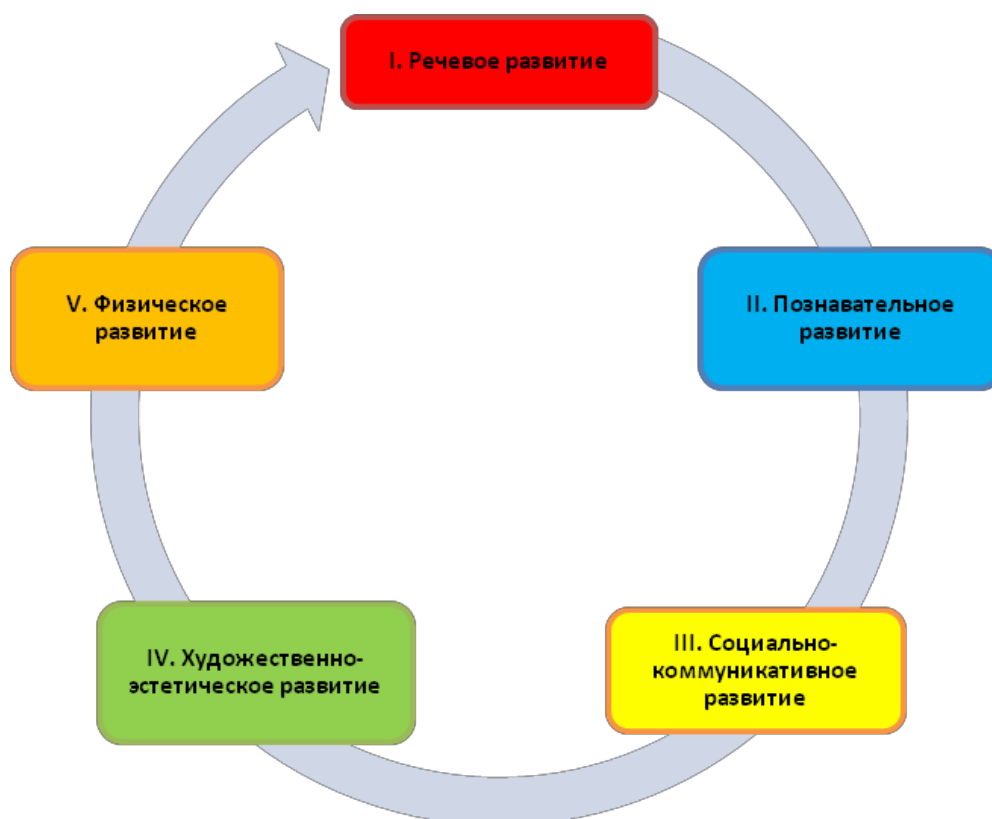 I. Речевое развитие
II. Познавательное
развитие
III. Социально-
коммуникативное
развитие
IV. Художественно-
эстетическое развитие
V. Физическое
развитие